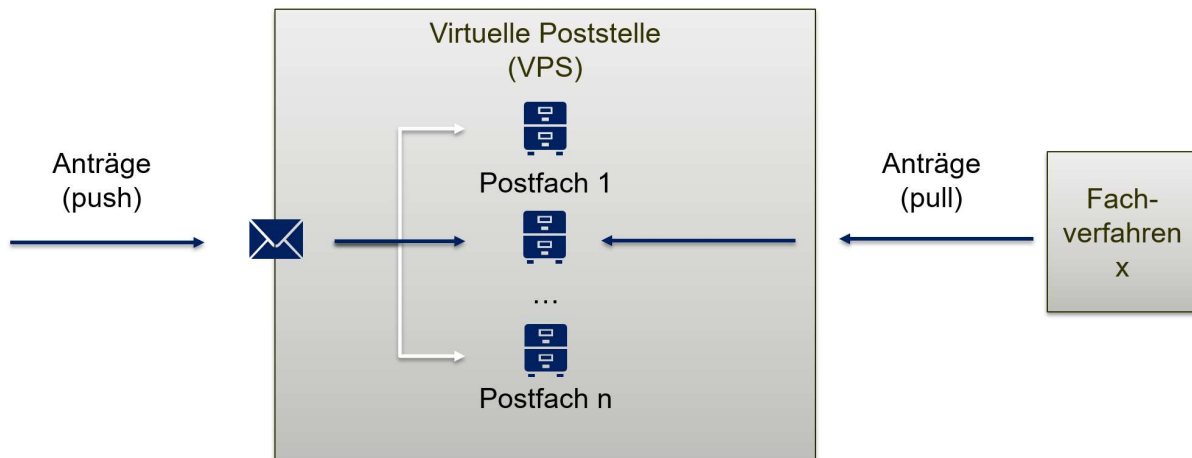 Virtuelle Poststelle
(VPS)
Anträge
(push)
Postfach 1
...
Postfach n
Anträge
(pull)
Fach-
verfahren
x